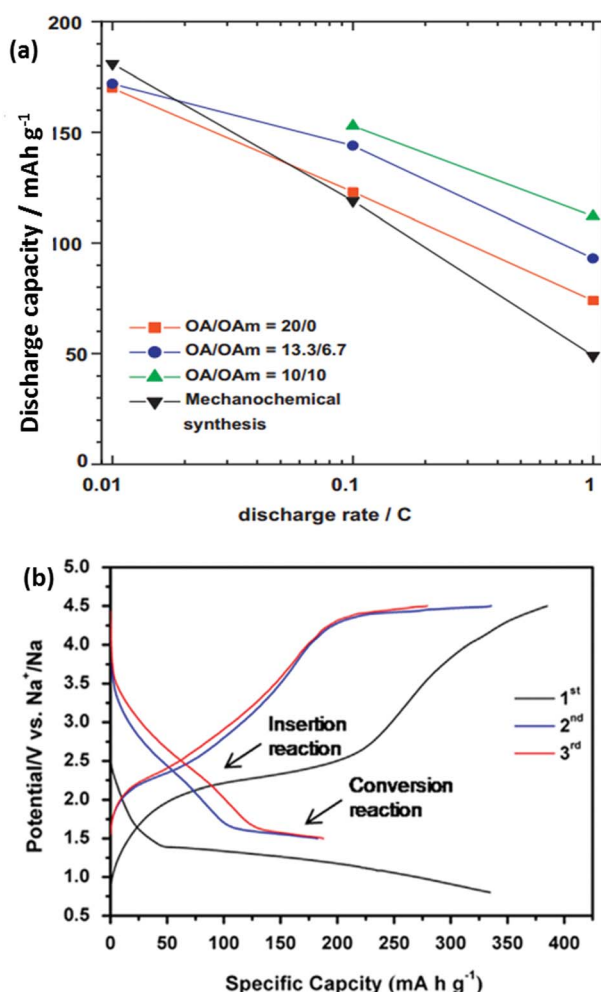 (a)
Discharge capacity / mAh g-1
200
150
100
50
0
OA/OAm = 20/0
OA/OAm = 13.3/6.7
OA/OAm = 10/10
Mechanochemical
synthesis
0.01
0.1
1
discharge rate / C
(b)
Potential/V vs. Na+/Na
5.0
4.5
4.0
3.5
3.0
2.5
2.0
1.5
1.0
0.5
Insertion
reaction
Conversion
reaction
1st
2nd
3rd
0 50 100 150 200 250 300 350 400
Specific Capcity (mA h g-1)